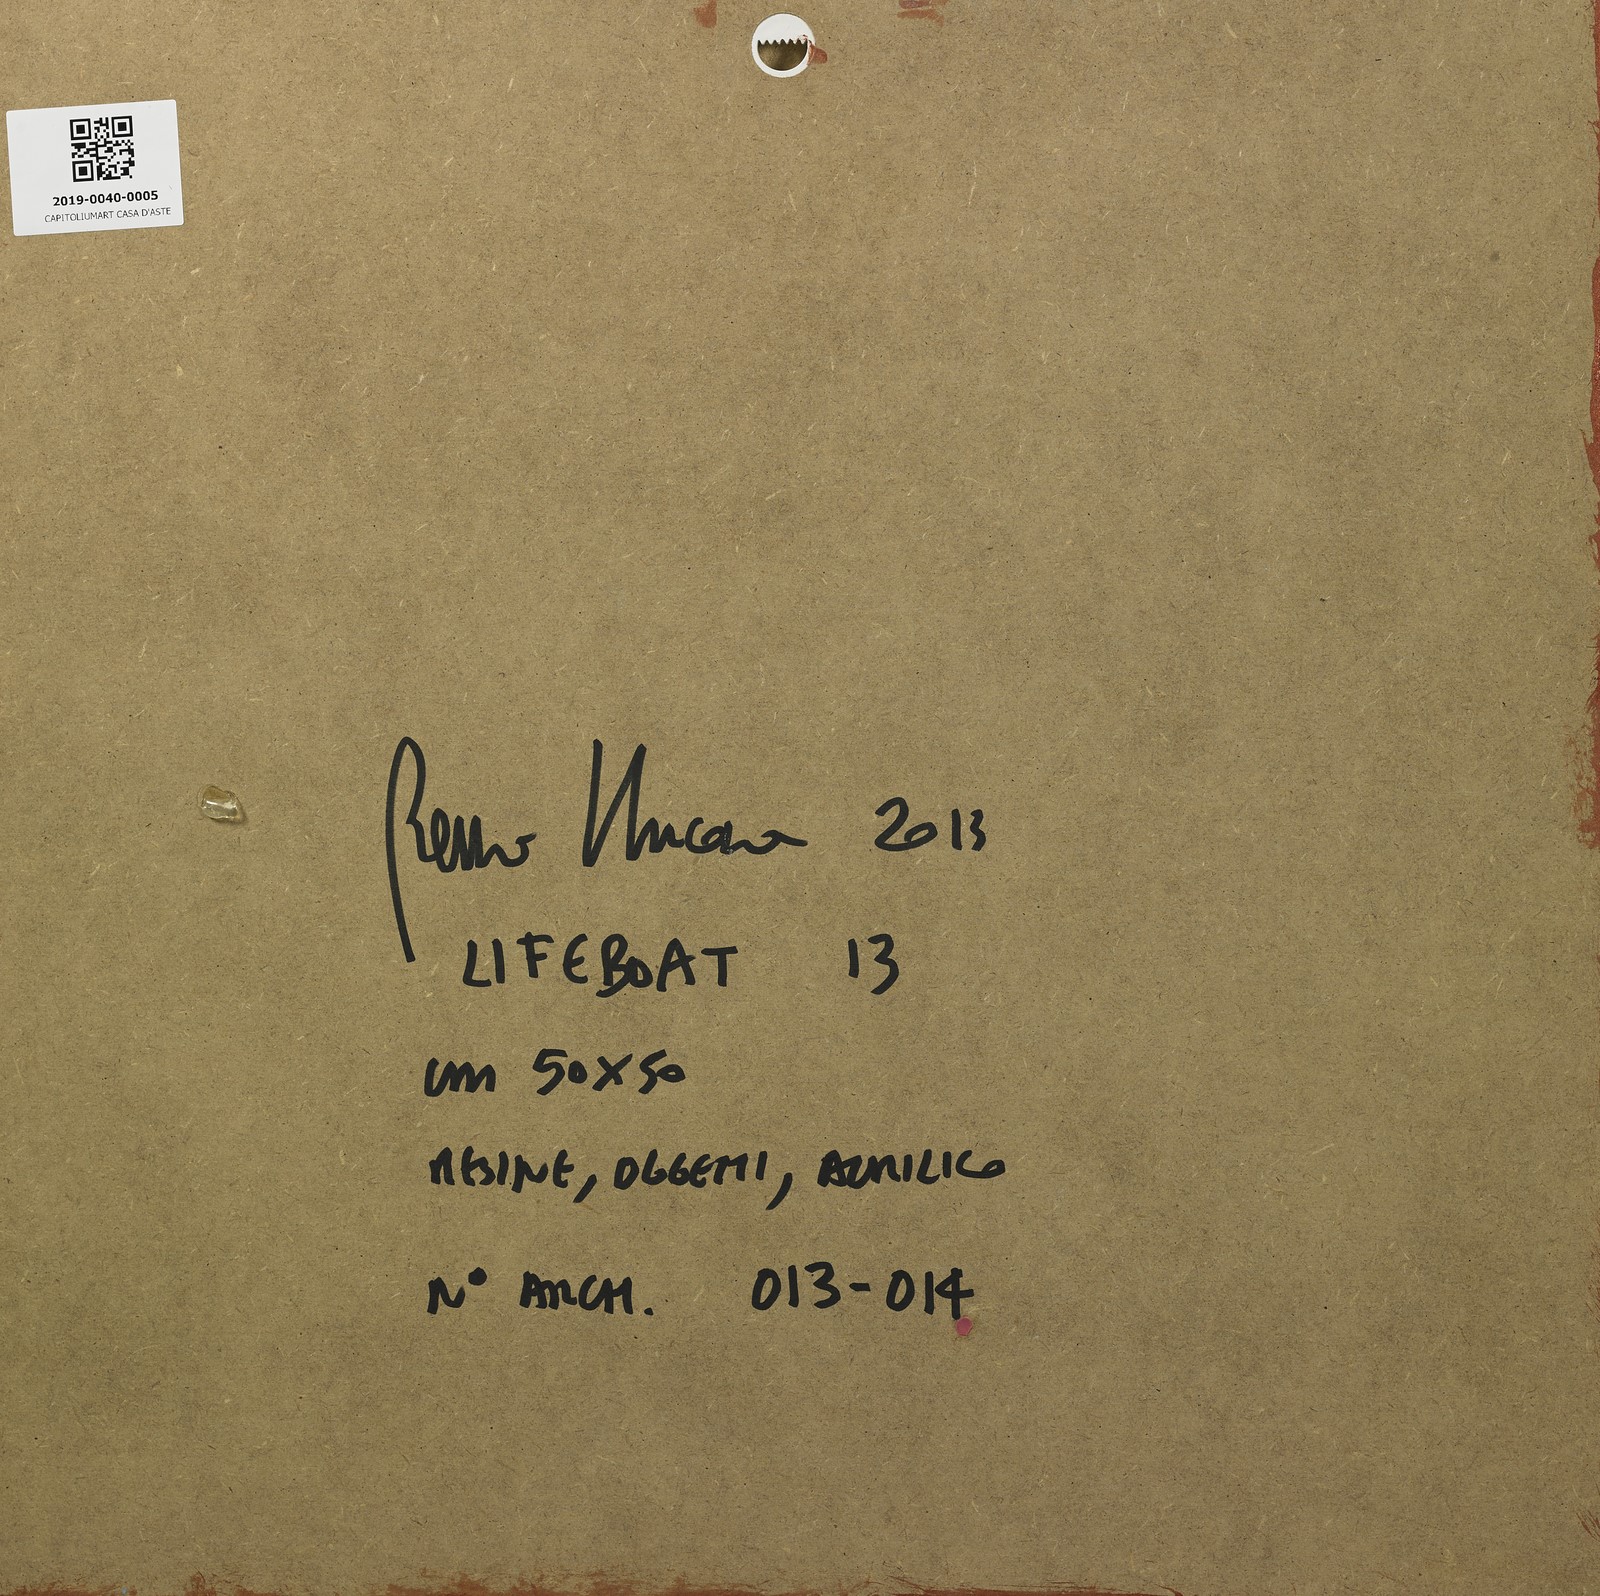 2019-0040-0005
CAPITOLIUMART CASA D'ASTE
2013
LIFEBOAT 13
cm 50x50
RESINE, OGGETTI, ACRILICO
N° ARCH. 013-014